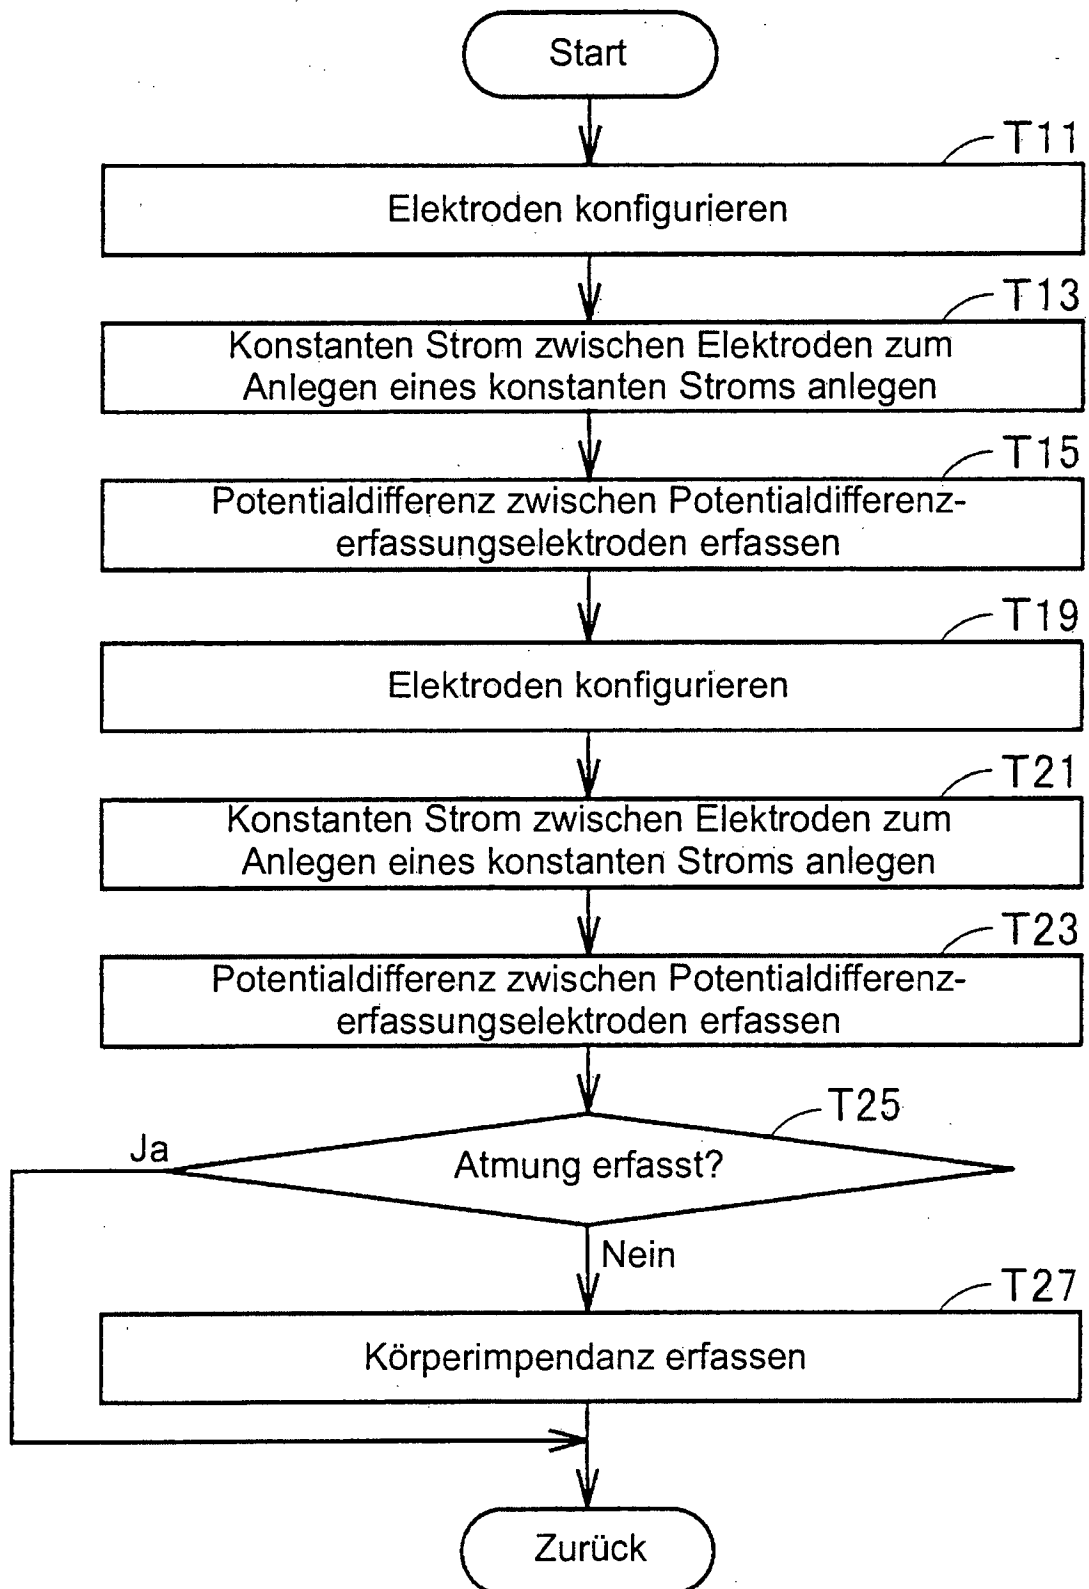 Start
T11
Elektroden konfigurieren
T13
Konstanten Strom zwischen Elektroden zum
Anlegen eines konstanten Stroms anlegen
T15
Potentialdifferenz zwischen Potentialdifferenz-
erfassungselektroden erfassen
T19
Elektroden konfigurieren
T21
Konstanten Strom zwischen Elektroden zum
Anlegen eines konstanten Stroms anlegen
T23
Potentialdifferenz zwischen Potentialdifferenz-
erfassungselektroden erfassen
T25
Ja
Atmung erfasst?
Nein
T27
Körperimpendanz erfassen
Zurück